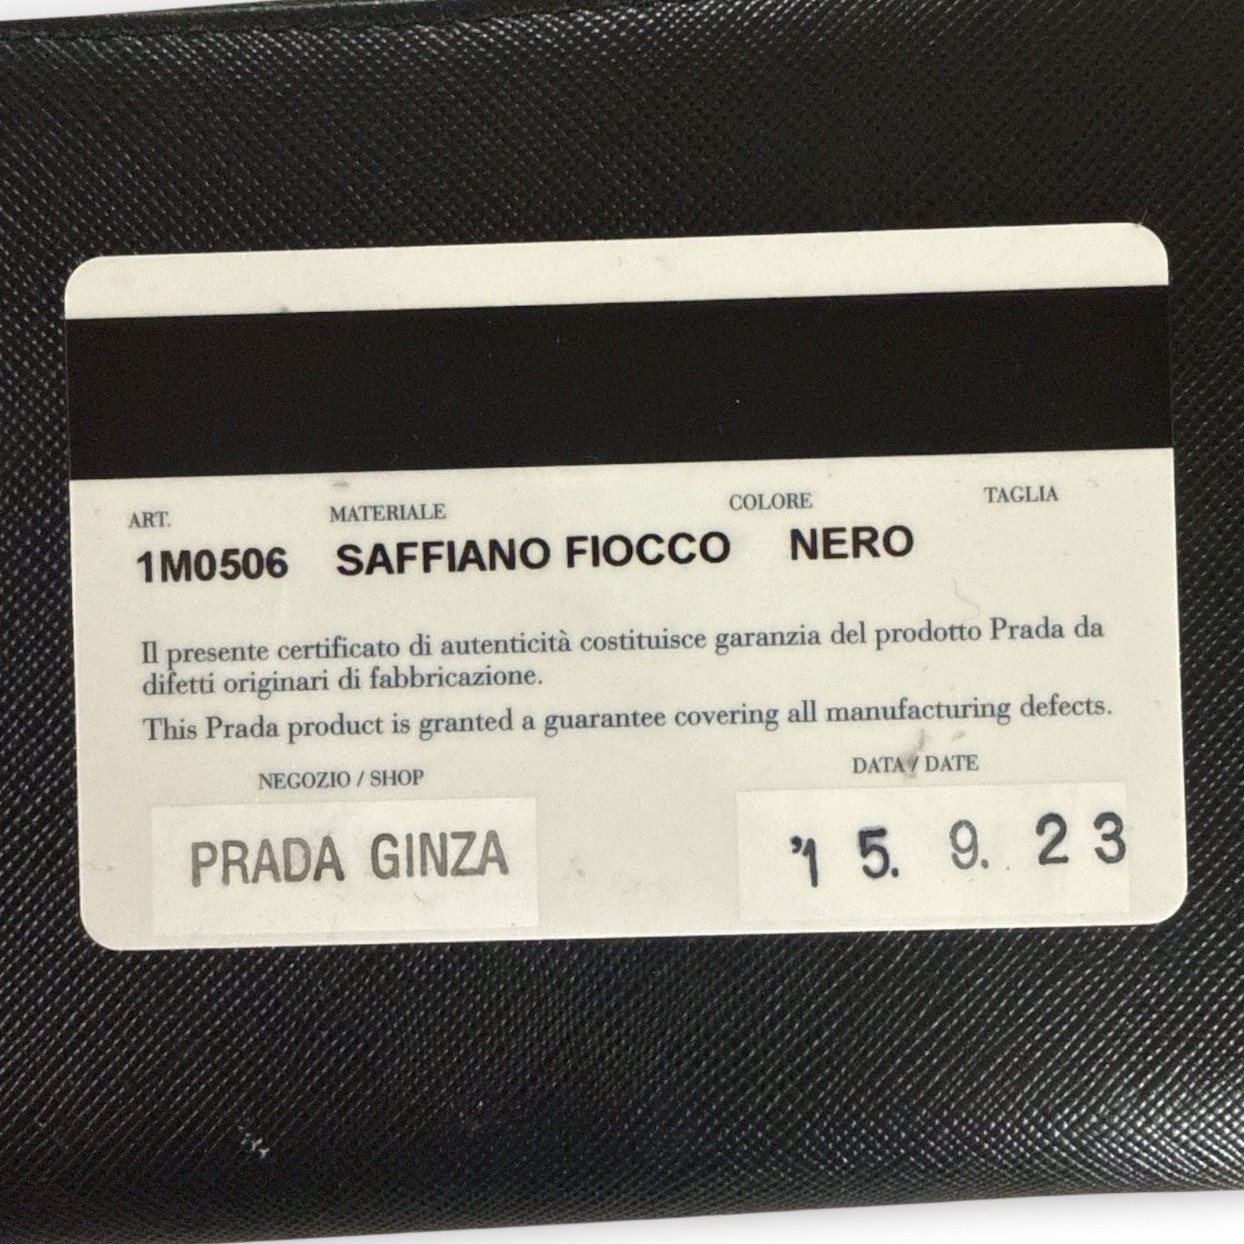 ART. MATERIALE COLORE TAGLIA
1M0506 SAFFIANO FIOCCO NERO
Il presente certificato di autenticità costituisce garanzia del prodotto Prada da
difetti originari di fabbricazione.
This Prada product is granted a guarantee covering all manufacturing defects.
NEGOZIO / SHOP DATA / DATE
PRADA GINZA '15. 9. 23